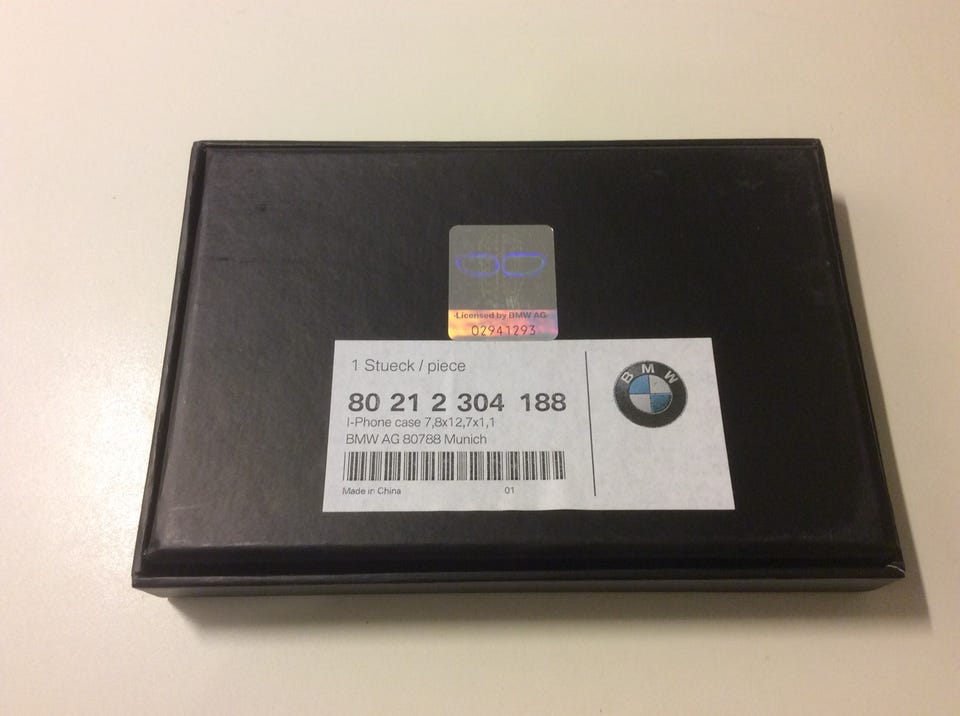 Licensed by BMW AG
02941293
1 Stueck / piece
80 21 2 304 188
I-Phone case 7,8x12,7x1,1
BMW AG 80788 Munich
Made in China 01
BMW